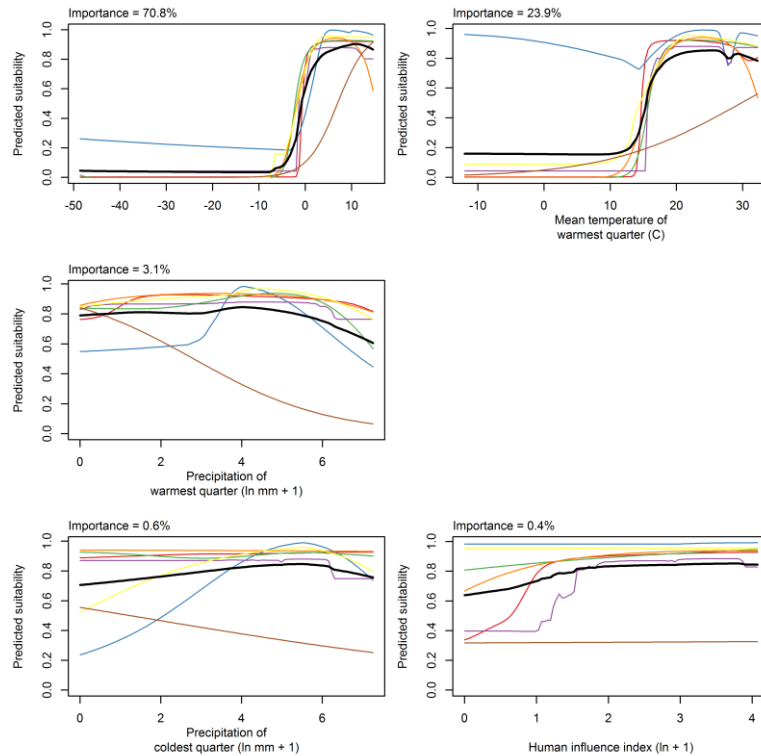 Importance = 70.8%
Predicted suitability
0.0 0.2 0.4 0.6 0.8 1.0
-50 -40 -30 -20 -10 0 10
Importance = 23.9%
Predicted suitability
0.0 0.2 0.4 0.6 0.8 1.0
-10 0 10 20 30
Mean temperature of
warmest quarter (C)
Importance = 3.1%
Predicted suitability
0.0 0.2 0.4 0.6 0.8 1.0
0 2 4 6
Precipitation of
warmest quarter (ln mm + 1)
Importance = 0.6%
Predicted suitability
0.0 0.2 0.4 0.6 0.8 1.0
0 2 4 6
Precipitation of
coldest quarter (ln mm + 1)
Importance = 0.4%
Predicted suitability
0.0 0.2 0.4 0.6 0.8 1.0
0 1 2 3 4
Human influence index (ln + 1)